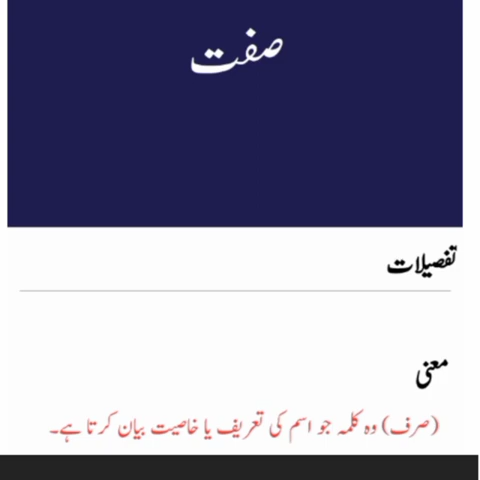 صفت
تفصیلات
معنی
(صرف) وہ کلمہ جو اسم کی تعریف یا خاصیت بیان کرتا ہے۔